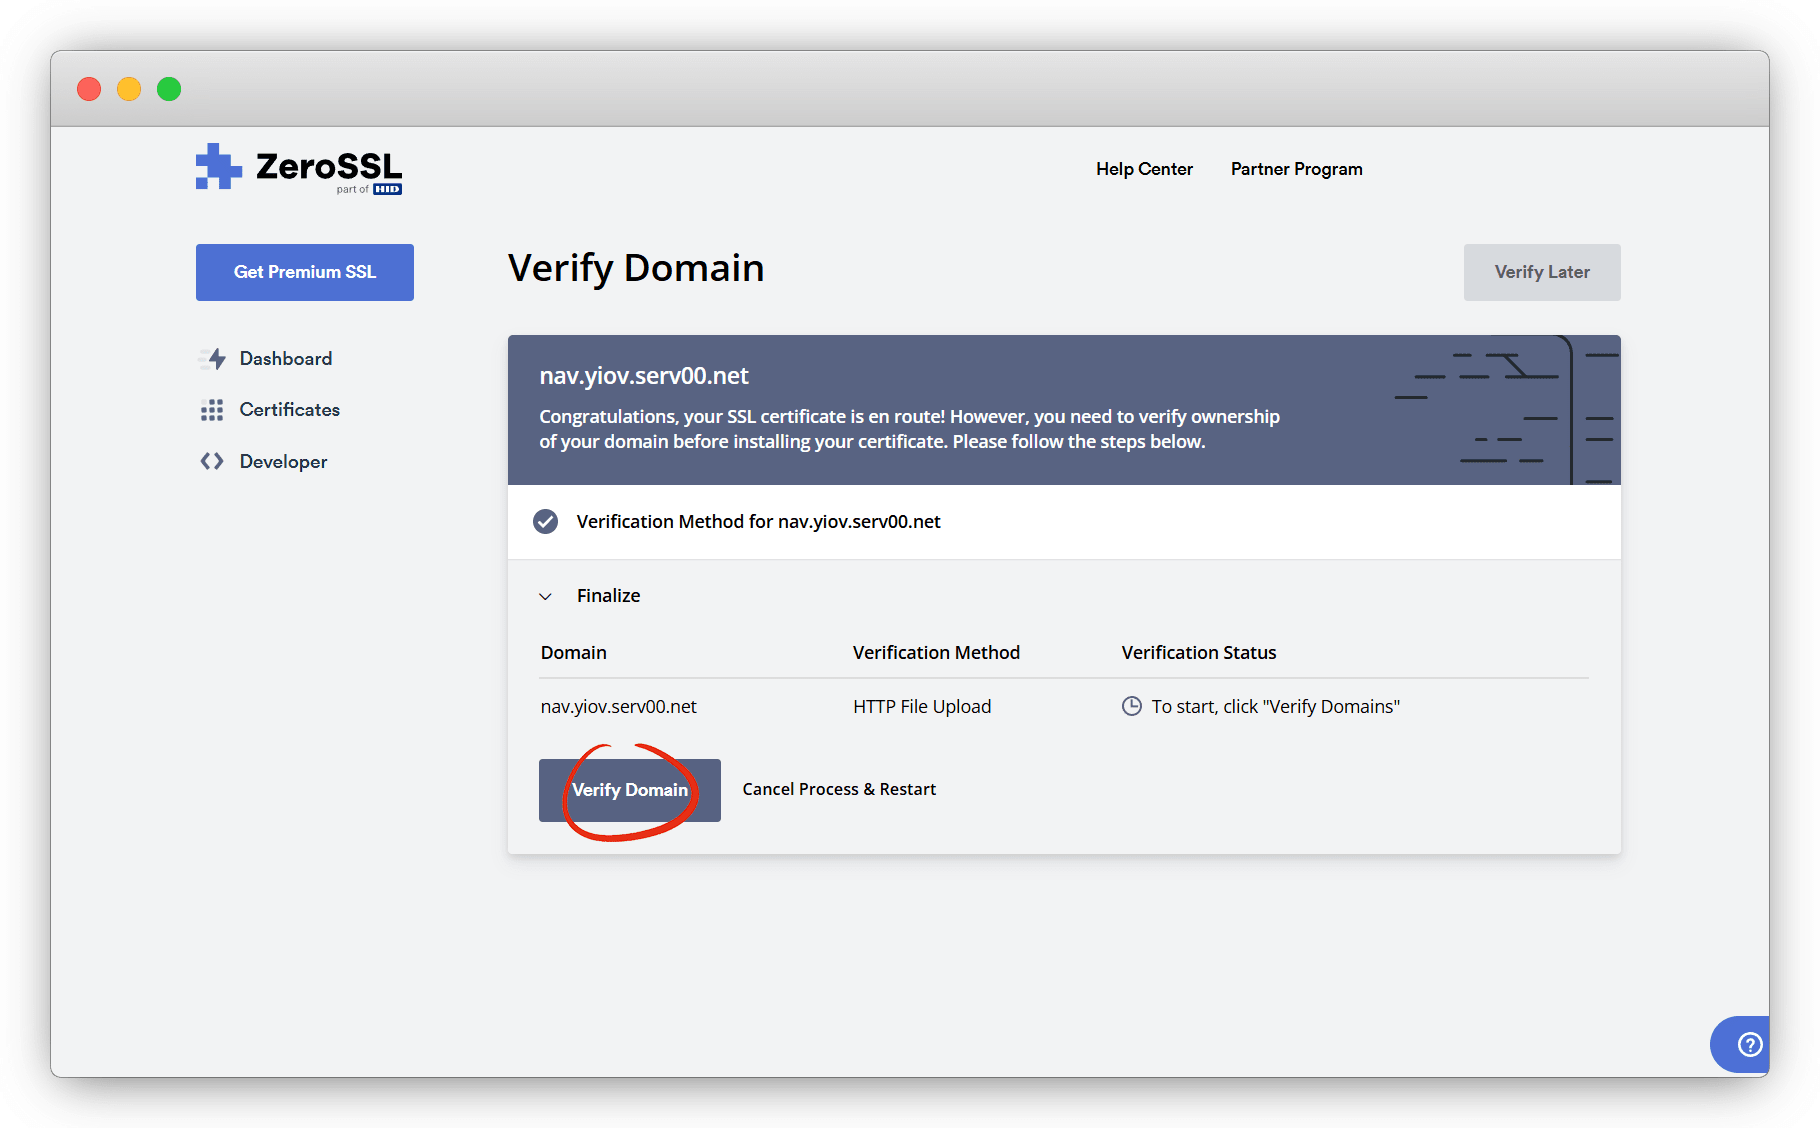 ZeroSSL
part of HID
Help Center
Partner Program
Get Premium SSL
Dashboard
Certificates
Developer
Verify Domain
Verify Later
nav.yiov.serv00.net
Congratulations, your SSL certificate is en route! However, you need to verify ownership
of your domain before installing your certificate. Please follow the steps below.
Verification Method for nav.yiov.serv00.net
Finalize
Domain
Verification Method
Verification Status
nav.yiov.serv00.net
HTTP File Upload
To start, click "Verify Domains"
Verify Domain
Cancel Process & Restart
?